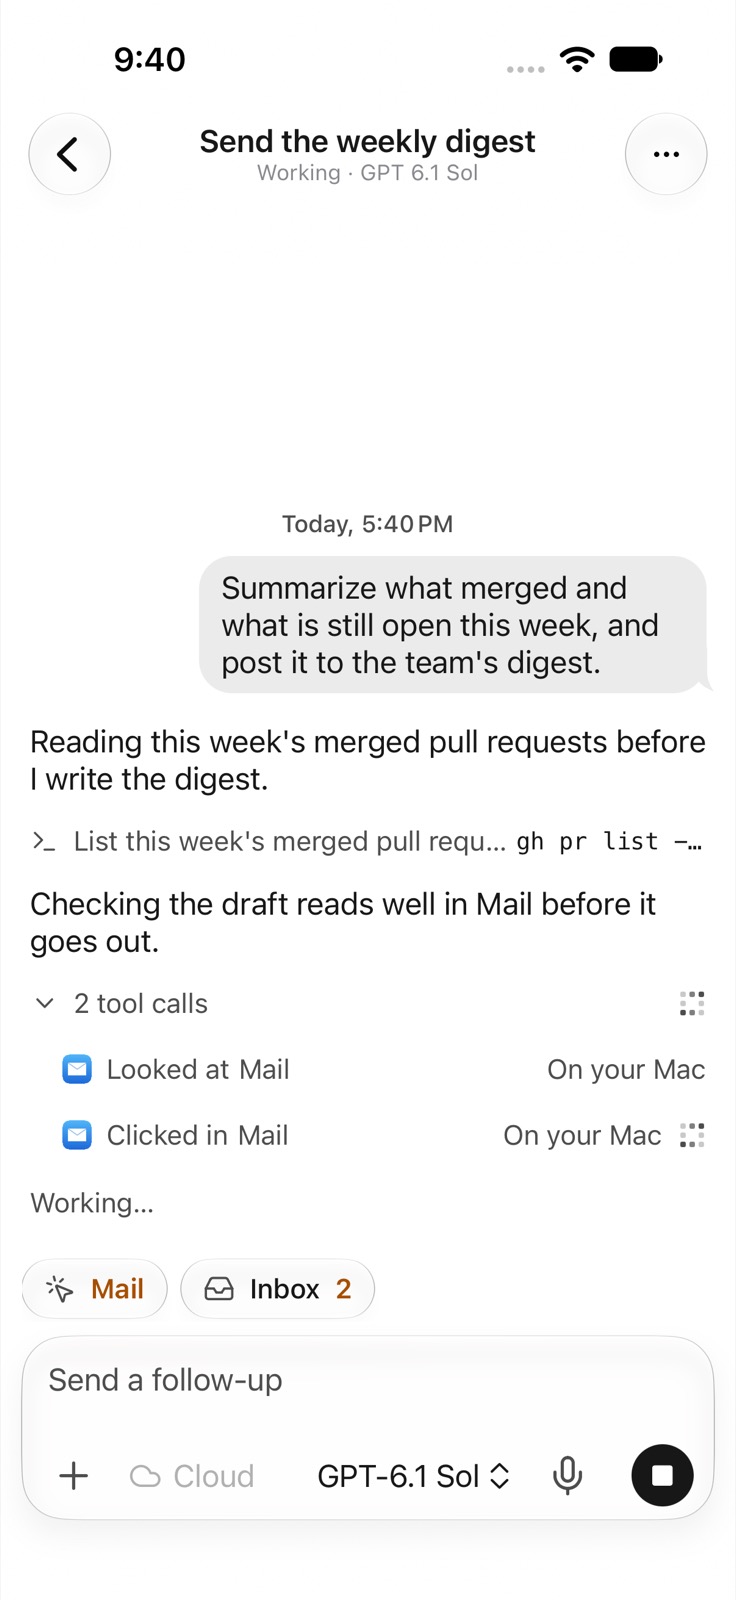 9:40
Send the weekly digest
Working · GPT 6.1 Sol
Today, 5:40 PM
Summarize what merged and
what is still open this week, and
post it to the team's digest.
Reading this week's merged pull requests before
I write the digest.
List this week's merged pull requ... gh pr list –…
Checking the draft reads well in Mail before it
goes out.
2 tool calls
Looked at Mail On your Mac
Clicked in Mail On your Mac
Working...
Mail Inbox 2
Send a follow-up
Cloud GPT-6.1 Sol